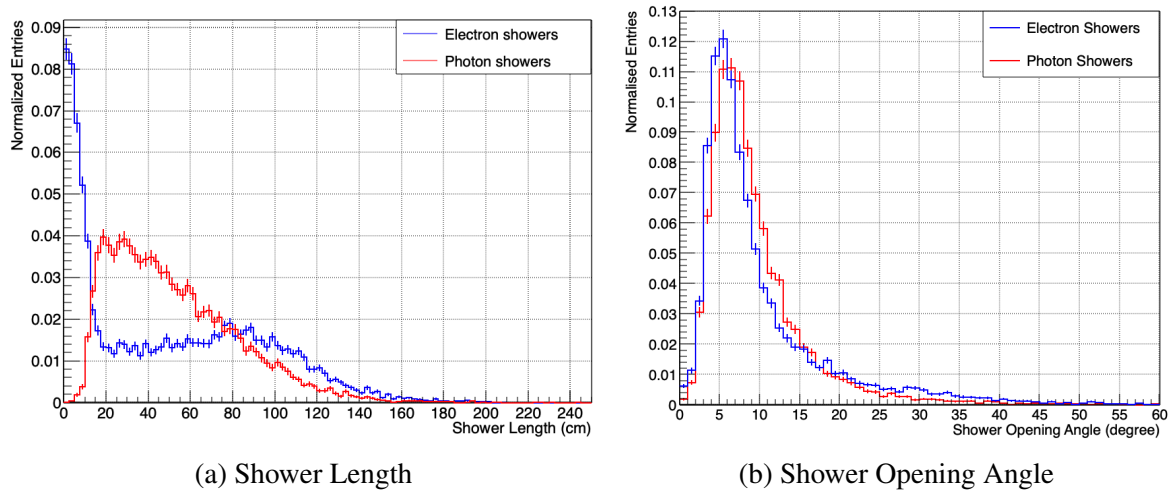 Normalized Entries
0.09
0.08
0.07
0.06
0.05
0.04
0.03
0.02
0.01
0
0 20 40 60 80 100 120 140 160 180 200 220 240
Shower Length (cm)
Electron showers
Photon showers
(a) Shower Length
Normalised Entries
0.13
0.12
0.11
0.1
0.09
0.08
0.07
0.06
0.05
0.04
0.03
0.02
0.01
0
0 5 10 15 20 25 30 35 40 45 50 55 60
Shower Opening Angle (degree)
Electron Showers
Photon Showers
(b) Shower Opening Angle